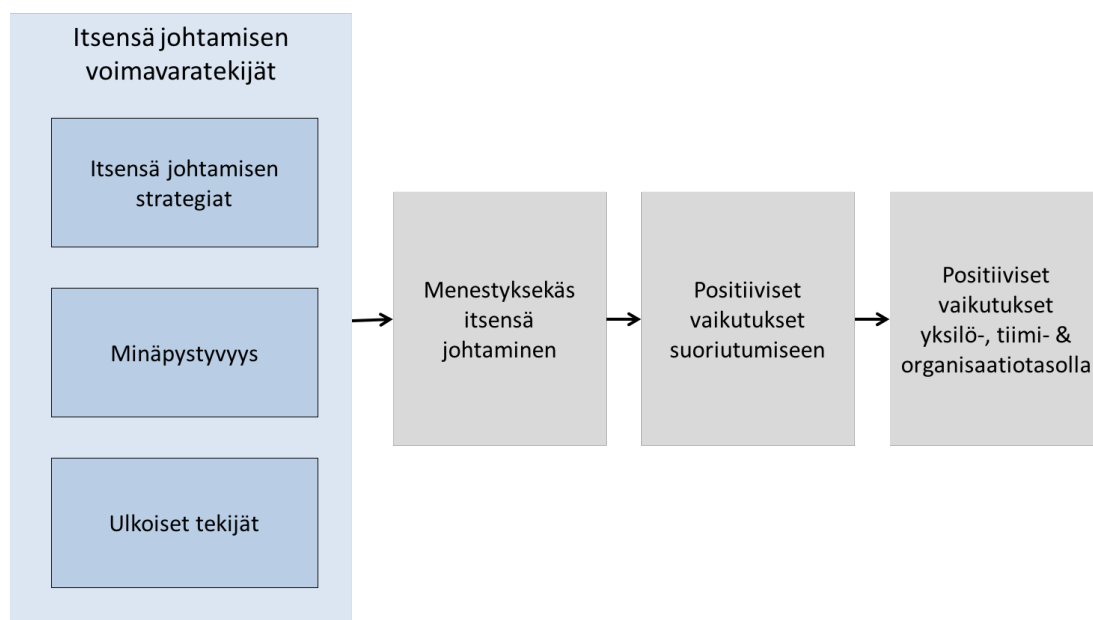 Itsensä johtamisen
voimavaratekijät
Itsensä johtamisen
strategiat
Minäpystyvyys
Ulkoiset tekijät
Menestyksekäs
itsensä
johtaminen
Positiiviset
vaikutukset
suoriutumiseen
Positiiviset
vaikutukset
yksilö-, tiimi- &
organisaatiotasolla